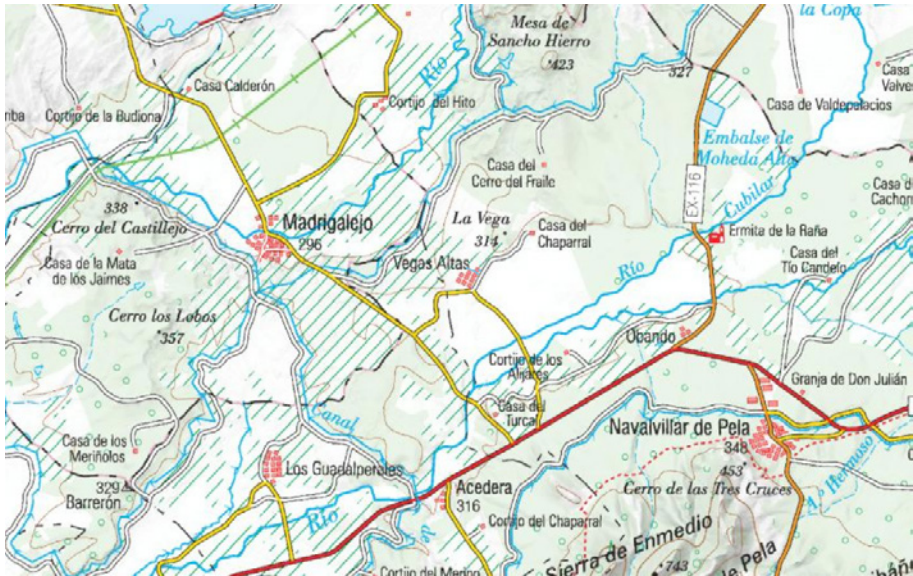 la Copa
Mesa de
Sancho Hierro
423
327
Río
Casa Calderón
Cortijo del Hito
Casa de Valdepalacios
Casa
Valve
nba
Cortijo de la Budiona
Embalse de
Moheda Alta
Casa del
Cerro del Fraile
EX-116
Cubilar
Casa d
Cachon
338
Cerro del Castillejo
Madrigalejo
296
La Vega
314
Casa del
Chaparral
Ermita de la Raña
Casa de la Mata
de los Jaimes
Vegas Altas
Río
Casa del
Tío Candelo
Cerro los Lobos
357
Obando
Cortijo de los
Alijares
Granja de Don Julián
Casa del
Turca
Canal
Navalvillar de Pela
348
Casa de los
Meriñolos
Los Guadalperales
453
Cerro de las Tres Cruces
329
Barrerón
Acedera
316
Aº Hermoso
Río
de
Cortijo del Chaparral
Sierra de Enmedio
Cortijo del Merino
743
de Pela